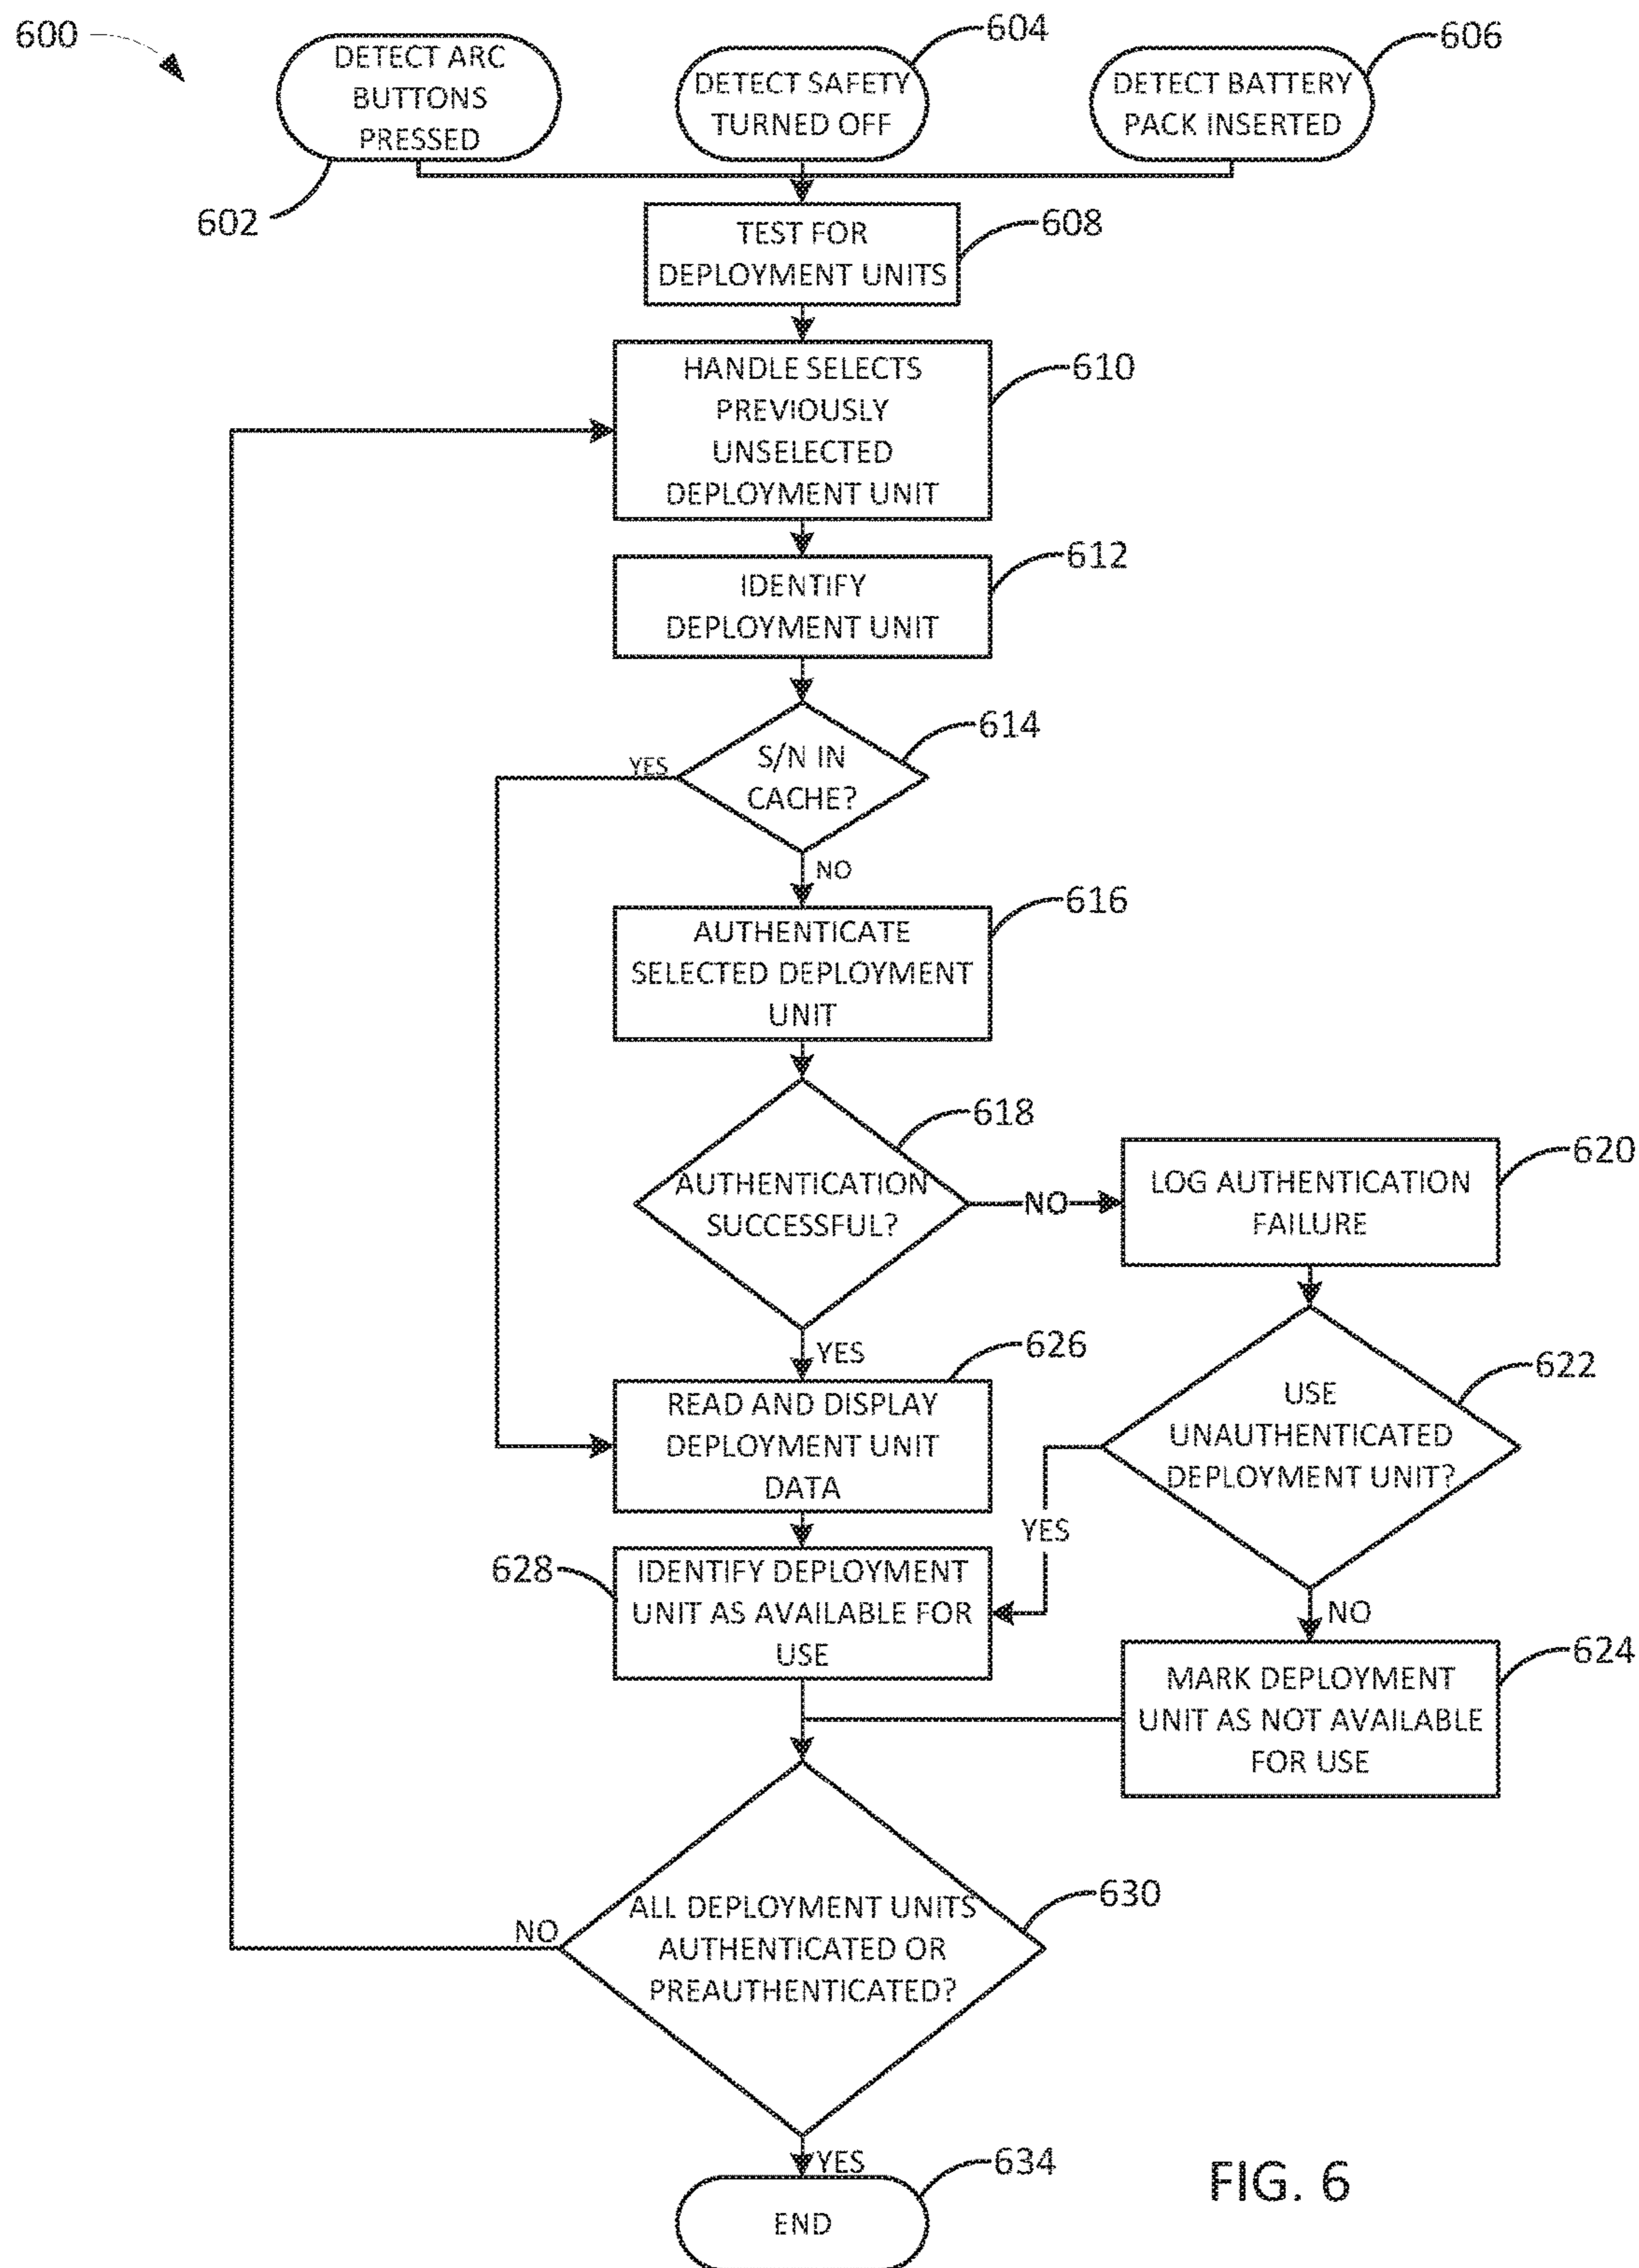 600
DETECT ARC
BUTTONS
PRESSED
602
DETECT SAFETY
TURNED OFF
604
DETECT BATTERY
PACK INSERTED
606
TEST FOR
DEPLOYMENT UNITS
608
HANDLE SELECTS
PREVIOUSLY
UNSELECTED
DEPLOYMENT UNIT
610
IDENTIFY
DEPLOYMENT UNIT
612
S/N IN
CACHE?
614
YES
NO
AUTHENTICATE
SELECTED DEPLOYMENT
UNIT
616
AUTHENTICATION
SUCCESSFUL?
618
NO
LOG AUTHENTICATION
FAILURE
620
YES
USE
UNAUTHENTICATED
DEPLOYMENT UNIT?
622
READ AND DISPLAY
DEPLOYMENT UNIT
DATA
626
YES
NO
IDENTIFY DEPLOYMENT
UNIT AS AVAILABLE FOR
USE
628
MARK DEPLOYMENT
UNIT AS NOT AVAILABLE
FOR USE
624
ALL DEPLOYMENT UNITS
AUTHENTICATED OR
PREAUTHENTICATED?
630
NO
YES
END
634
FIG. 6